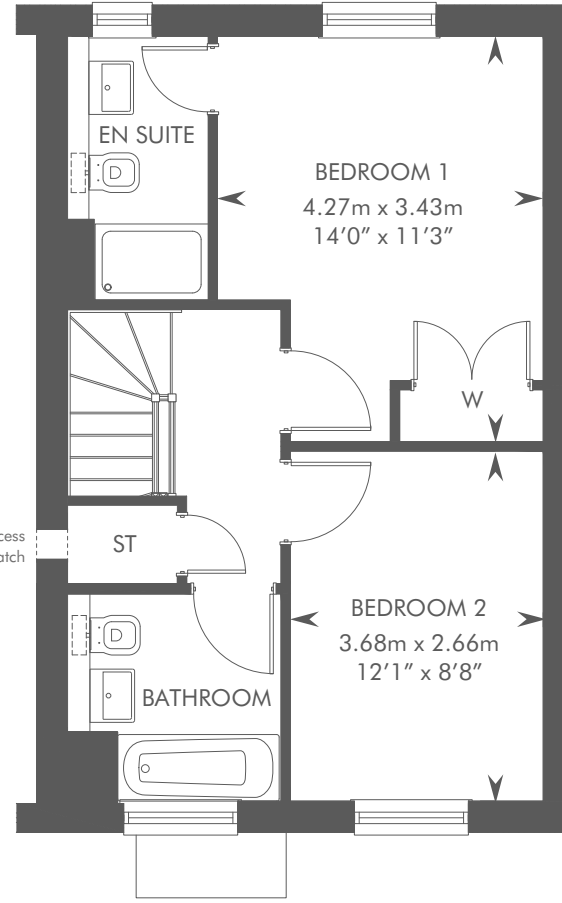 EN SUITE
BEDROOM 1
4.27m x 3.43m
14’0” x 11’3”
W
ST
atch
BEDROOM 2
3.68m x 2.66m
12’1” x 8’8”
BATHROOM